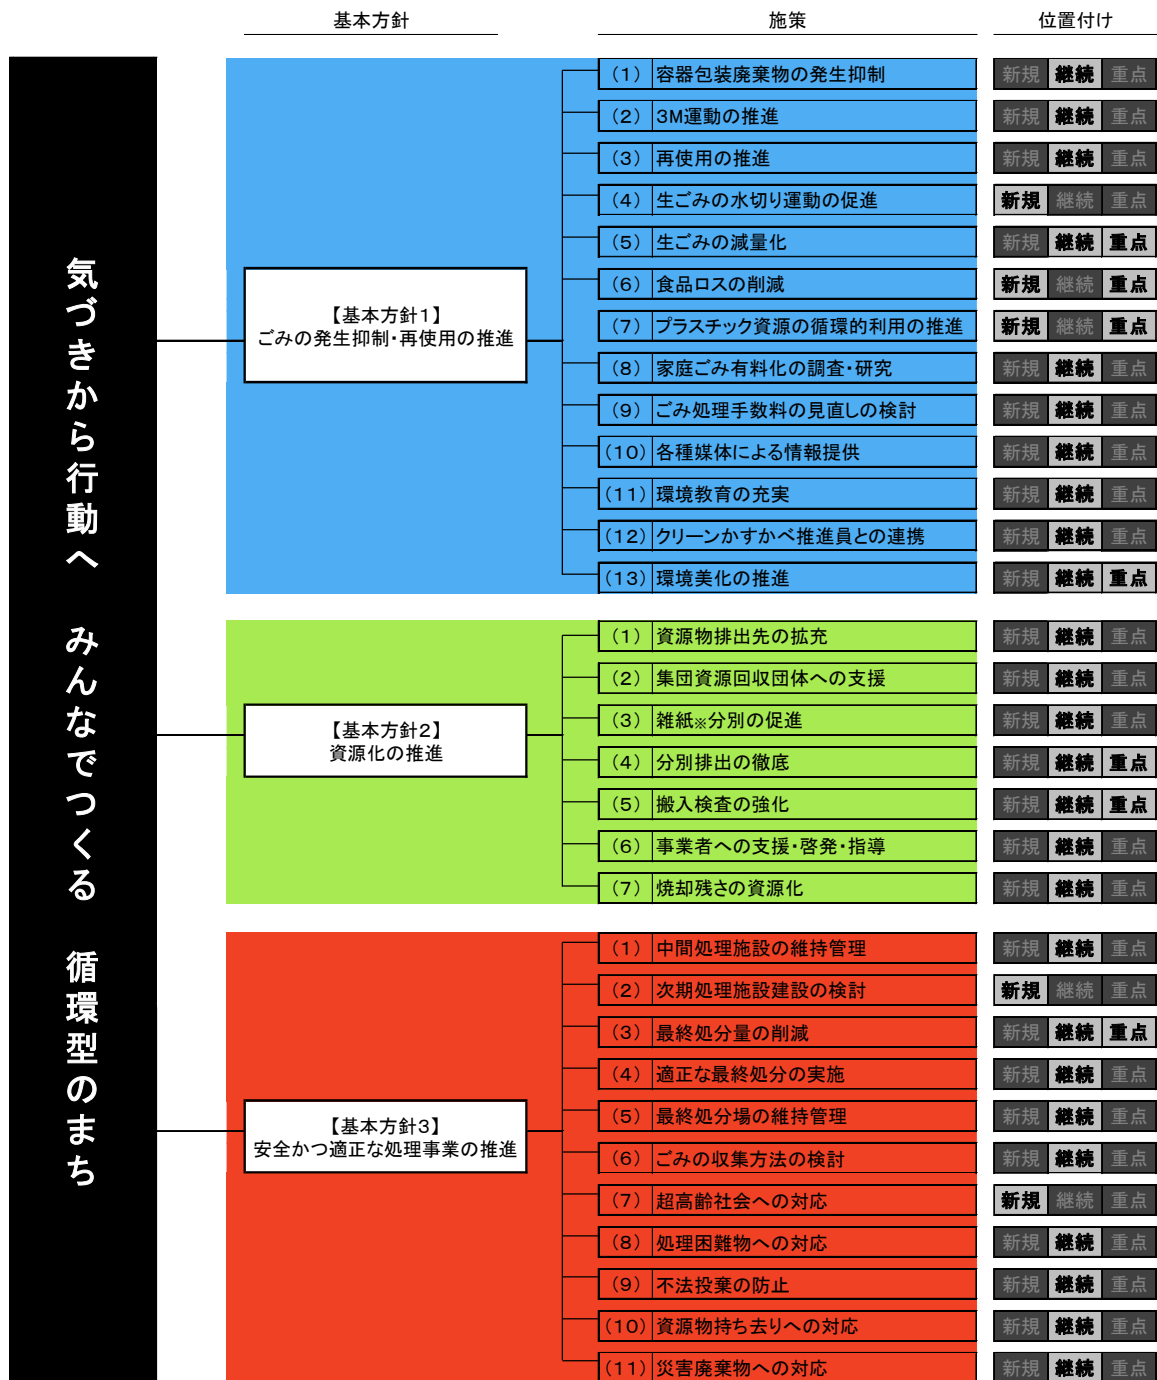 基本方針 施策 位置付け
気づきから行動へ みんなでつくる 循環型のまち
【基本方針1】
ごみの発生抑制・再使用の推進
(1) 容器包装廃棄物の発生抑制 新規 継続 重点
(2) 3M運動の推進 新規 継続 重点
(3) 再使用の推進 新規 継続 重点
(4) 生ごみの水切り運動の促進 新規 継続 重点
(5) 生ごみの減量化 新規 継続 重点
(6) 食品ロスの削減 新規 継続 重点
(7) プラスチック資源の循環的利用の推進 新規 継続 重点
(8) 家庭ごみ有料化の調査・研究 新規 継続 重点
(9) ごみ処理手数料の見直しの検討 新規 継続 重点
(10) 各種媒体による情報提供 新規 継続 重点
(11) 環境教育の充実 新規 継続 重点
(12) クリーンかすかべ推進員との連携 新規 継続 重点
(13) 環境美化の推進 新規 継続 重点
【基本方針2】
資源化の推進
(1) 資源物排出先の拡充 新規 継続 重点
(2) 集団資源回収団体への支援 新規 継続 重点
(3) 雑紙※分別の促進 新規 継続 重点
(4) 分別排出の徹底 新規 継続 重点
(5) 搬入検査の強化 新規 継続 重点
(6) 事業者への支援・啓発・指導 新規 継続 重点
(7) 焼却残さの資源化 新規 継続 重点
【基本方針3】
安全かつ適正な処理事業の推進
(1) 中間処理施設の維持管理 新規 継続 重点
(2) 次期処理施設建設の検討 新規 継続 重点
(3) 最終処分量の削減 新規 継続 重点
(4) 適正な最終処分の実施 新規 継続 重点
(5) 最終処分場の維持管理 新規 継続 重点
(6) ごみの収集方法の検討 新規 継続 重点
(7) 超高齢社会への対応 新規 継続 重点
(8) 処理困難物への対応 新規 継続 重点
(9) 不法投棄の防止 新規 継続 重点
(10) 資源物持ち去りへの対応 新規 継続 重点
(11) 災害廃棄物への対応 新規 継続 重点